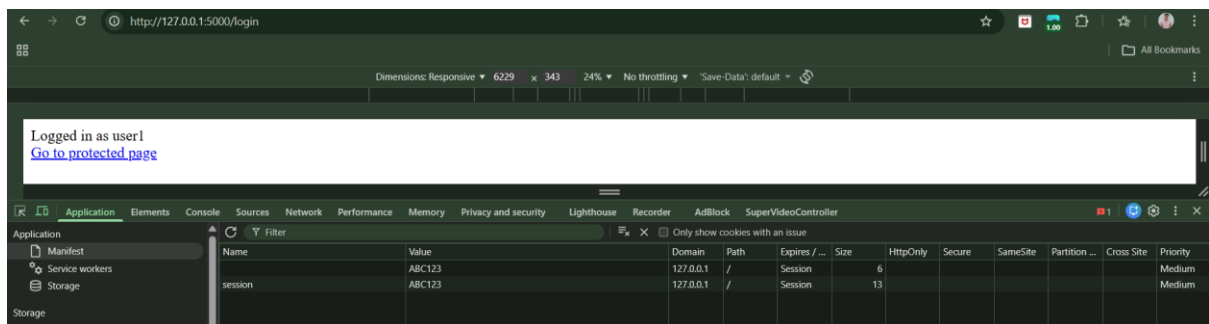 http://127.0.0.1:5000/login
1.00
All Bookmarks
Dimensions: Responsive ▼ 6229 x 343 24% ▼ No throttling ▼ 'Save-Data': default
Logged in as user1
Go to protected page
Application Elements Console Sources Network Performance Memory Privacy and security Lighthouse Recorder AdBlock SuperVideoController 1
Application Filter Only show cookies with an issue
Manifest Name Value Domain Path Expires / ... Size HttpOnly Secure SameSite Partition ... Cross Site Priority
Service workers ABC123 127.0.0.1 / Session 6 Medium
Storage session ABC123 127.0.0.1 / Session 13 Medium
Storage